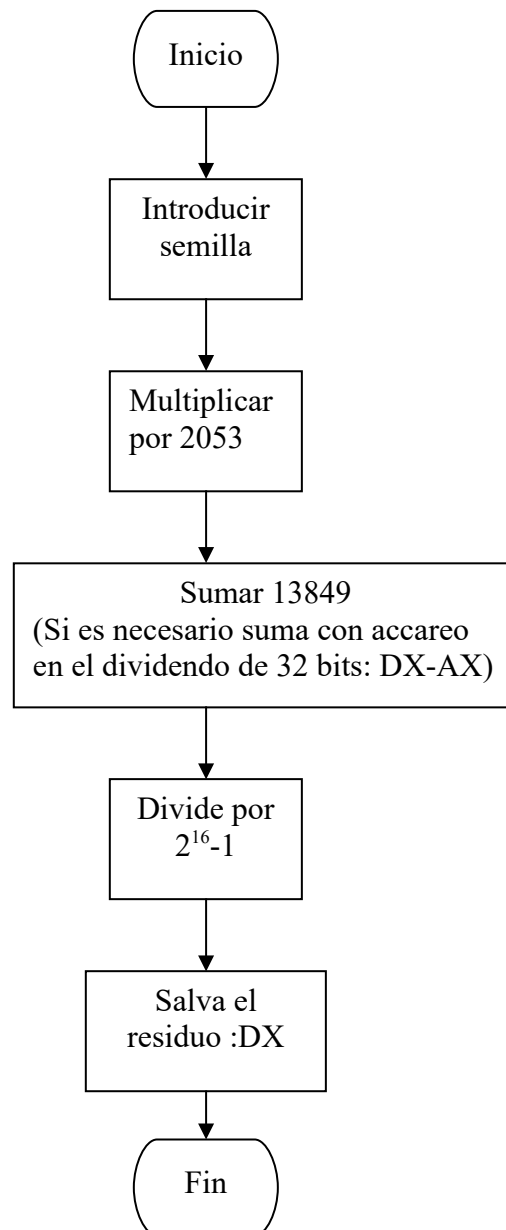 Inicio
Introducir
semilla
Multiplicar
por 2053
Sumar 13849
(Si es necesario suma con accareo
en el dividendo de 32 bits: DX-AX)
Divide por
2¹⁶-1
Salva el
residuo :DX
Fin